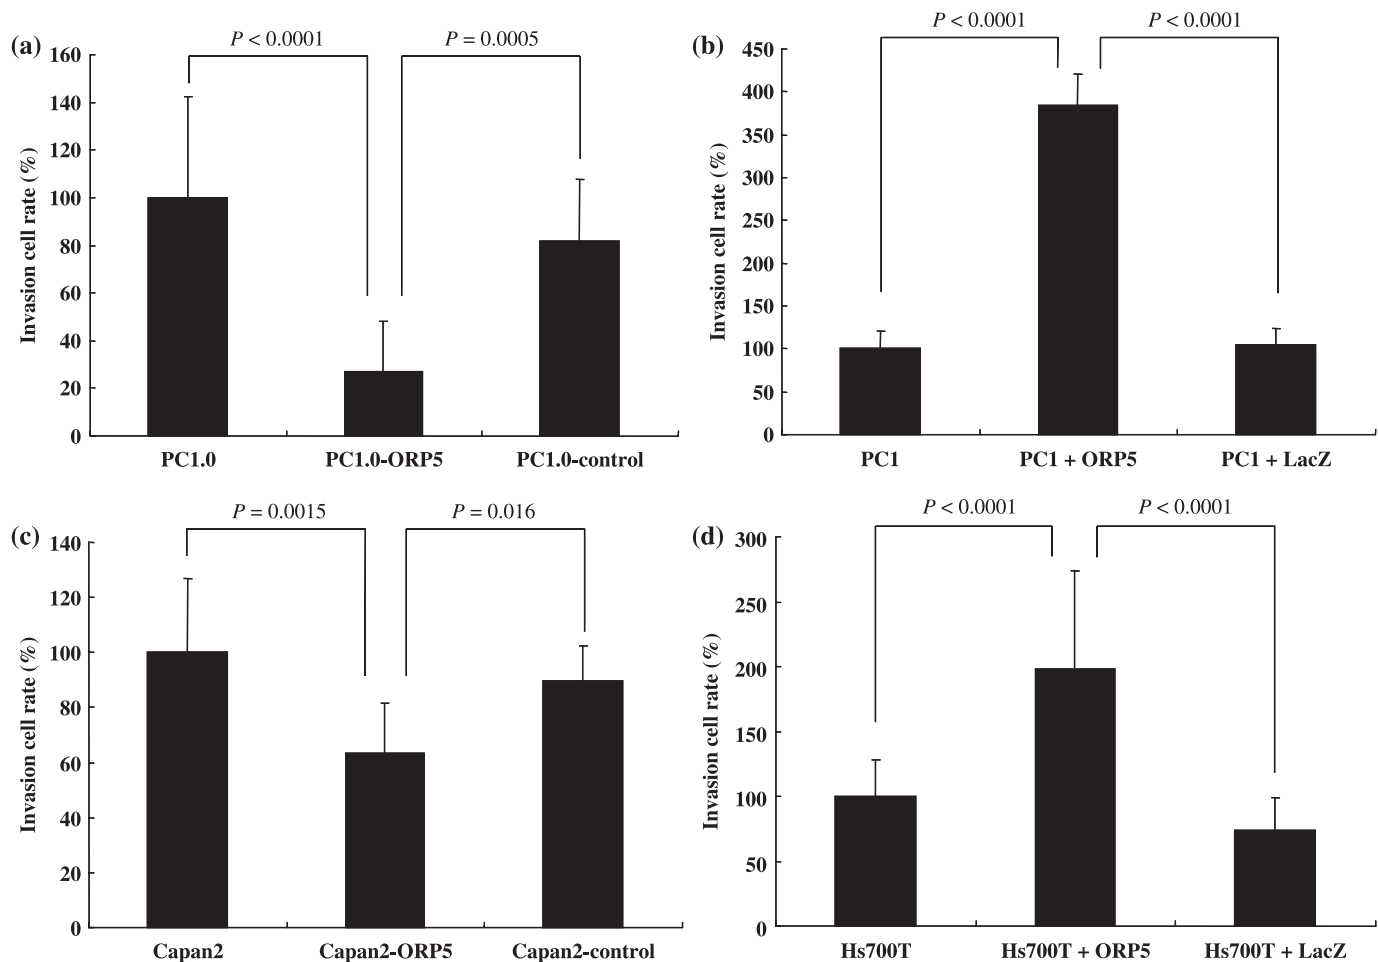 (a)
P < 0.0001
P = 0.0005
Invasion cell rate (%)
160
140
120
100
80
60
40
20
0
PC1.0
PC1.0-ORP5
PC1.0-control
(b)
P < 0.0001
P < 0.0001
Invasion cell rate (%)
450
400
350
300
250
200
150
100
50
0
PC1
PC1 + ORP5
PC1 + LacZ
(c)
P = 0.0015
P = 0.016
Invasion cell rate (%)
140
120
100
80
60
40
20
0
Capan2
Capan2-ORP5
Capan2-control
(d)
P < 0.0001
P < 0.0001
Invasion cell rate (%)
300
250
200
150
100
50
0
Hs700T
Hs700T + ORP5
Hs700T + LacZ